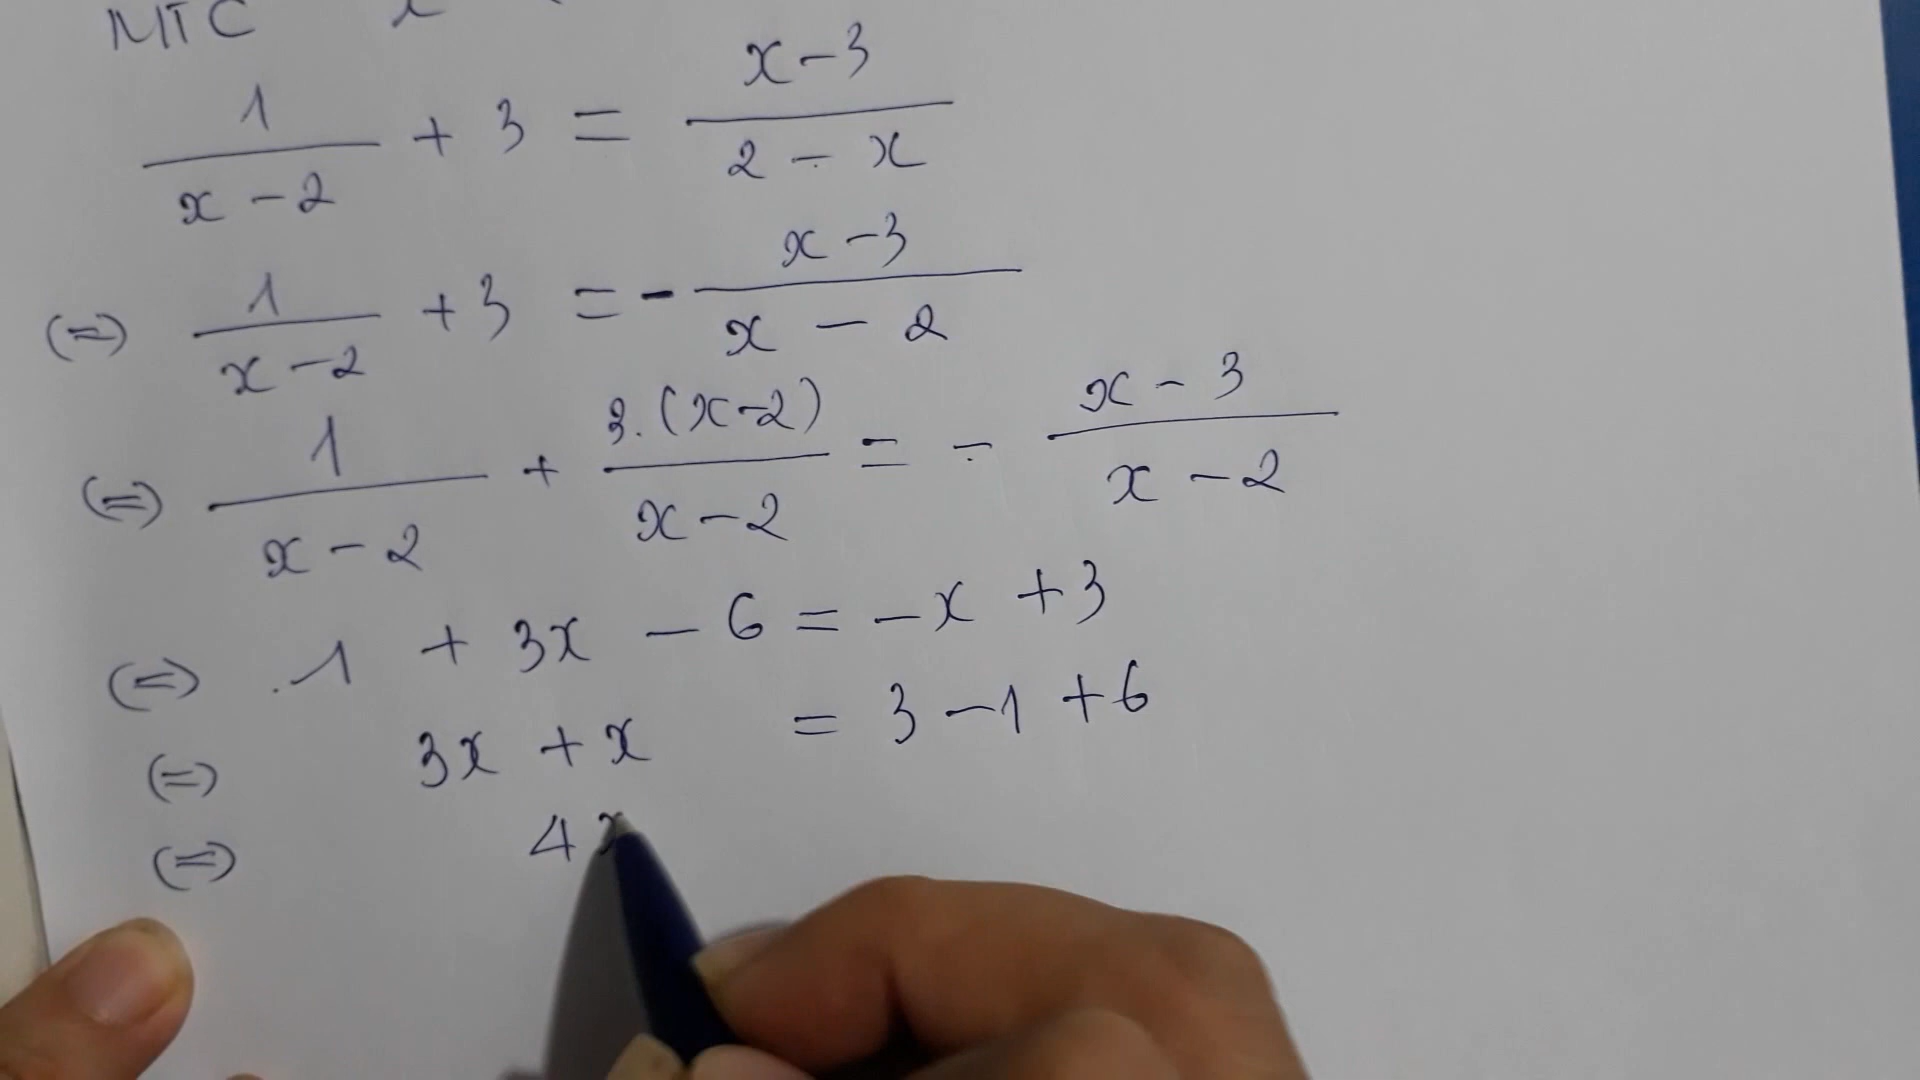 MTC
1/(x-2) + 3 = (x-3)/(2-x)
(=) 1/(x-2) + 3 = - (x-3)/(x-2)
(=) 1/(x-2) + 3.(x-2)/(x-2) = - (x-3)/(x-2)
(=) 1 + 3x - 6 = -x + 3
(=) 3x + x = 3 - 1 + 6
(=) 4x